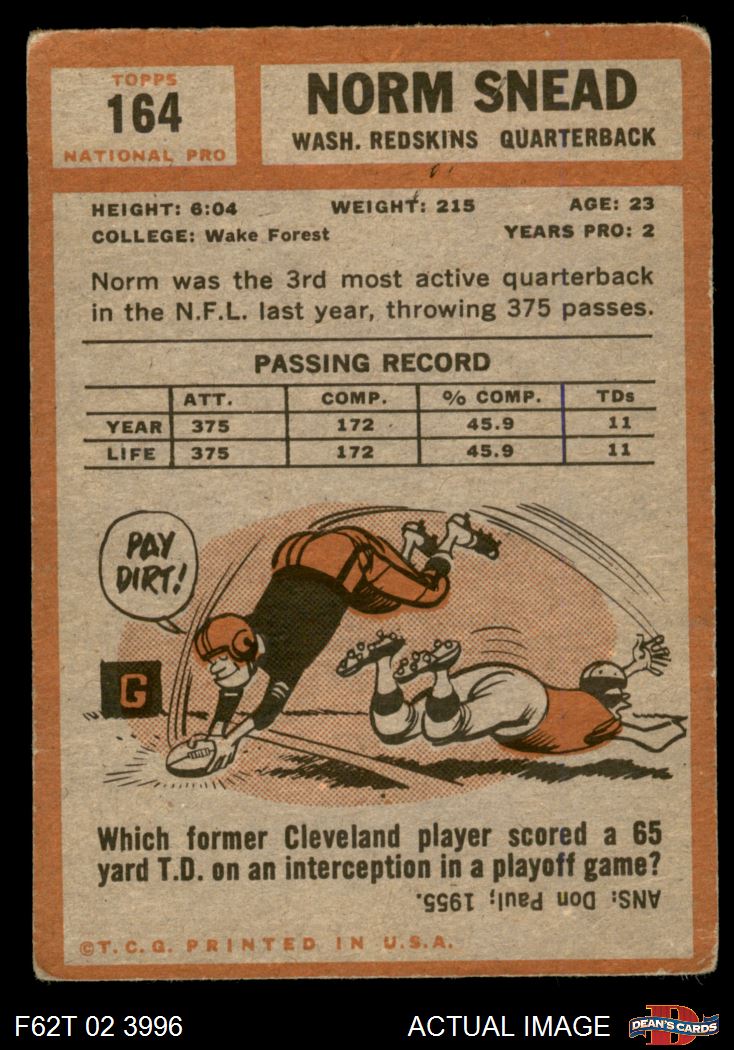 TOPPS
164
NATIONAL PRO
NORM SNEAD
WASH. REDSKINS QUARTERBACK
HEIGHT: 6:04 WEIGHT: 215 AGE: 23
COLLEGE: Wake Forest YEARS PRO: 2
Norm was the 3rd most active quarterback
in the N.F.L. last year, throwing 375 passes.
PASSING RECORD
ATT. COMP. % COMP. TDs
YEAR 375 172 45.9 11
LIFE 375 172 45.9 11
PAY
DIRT!
G
Which former Cleveland player scored a 65
yard T.D. on an interception in a playoff game?
ANS: Don Paul; 1955.
©T.C.G. PRINTED IN U.S.A.
F62T 02 3996 ACTUAL IMAGE
D
DEAN'S CARDS